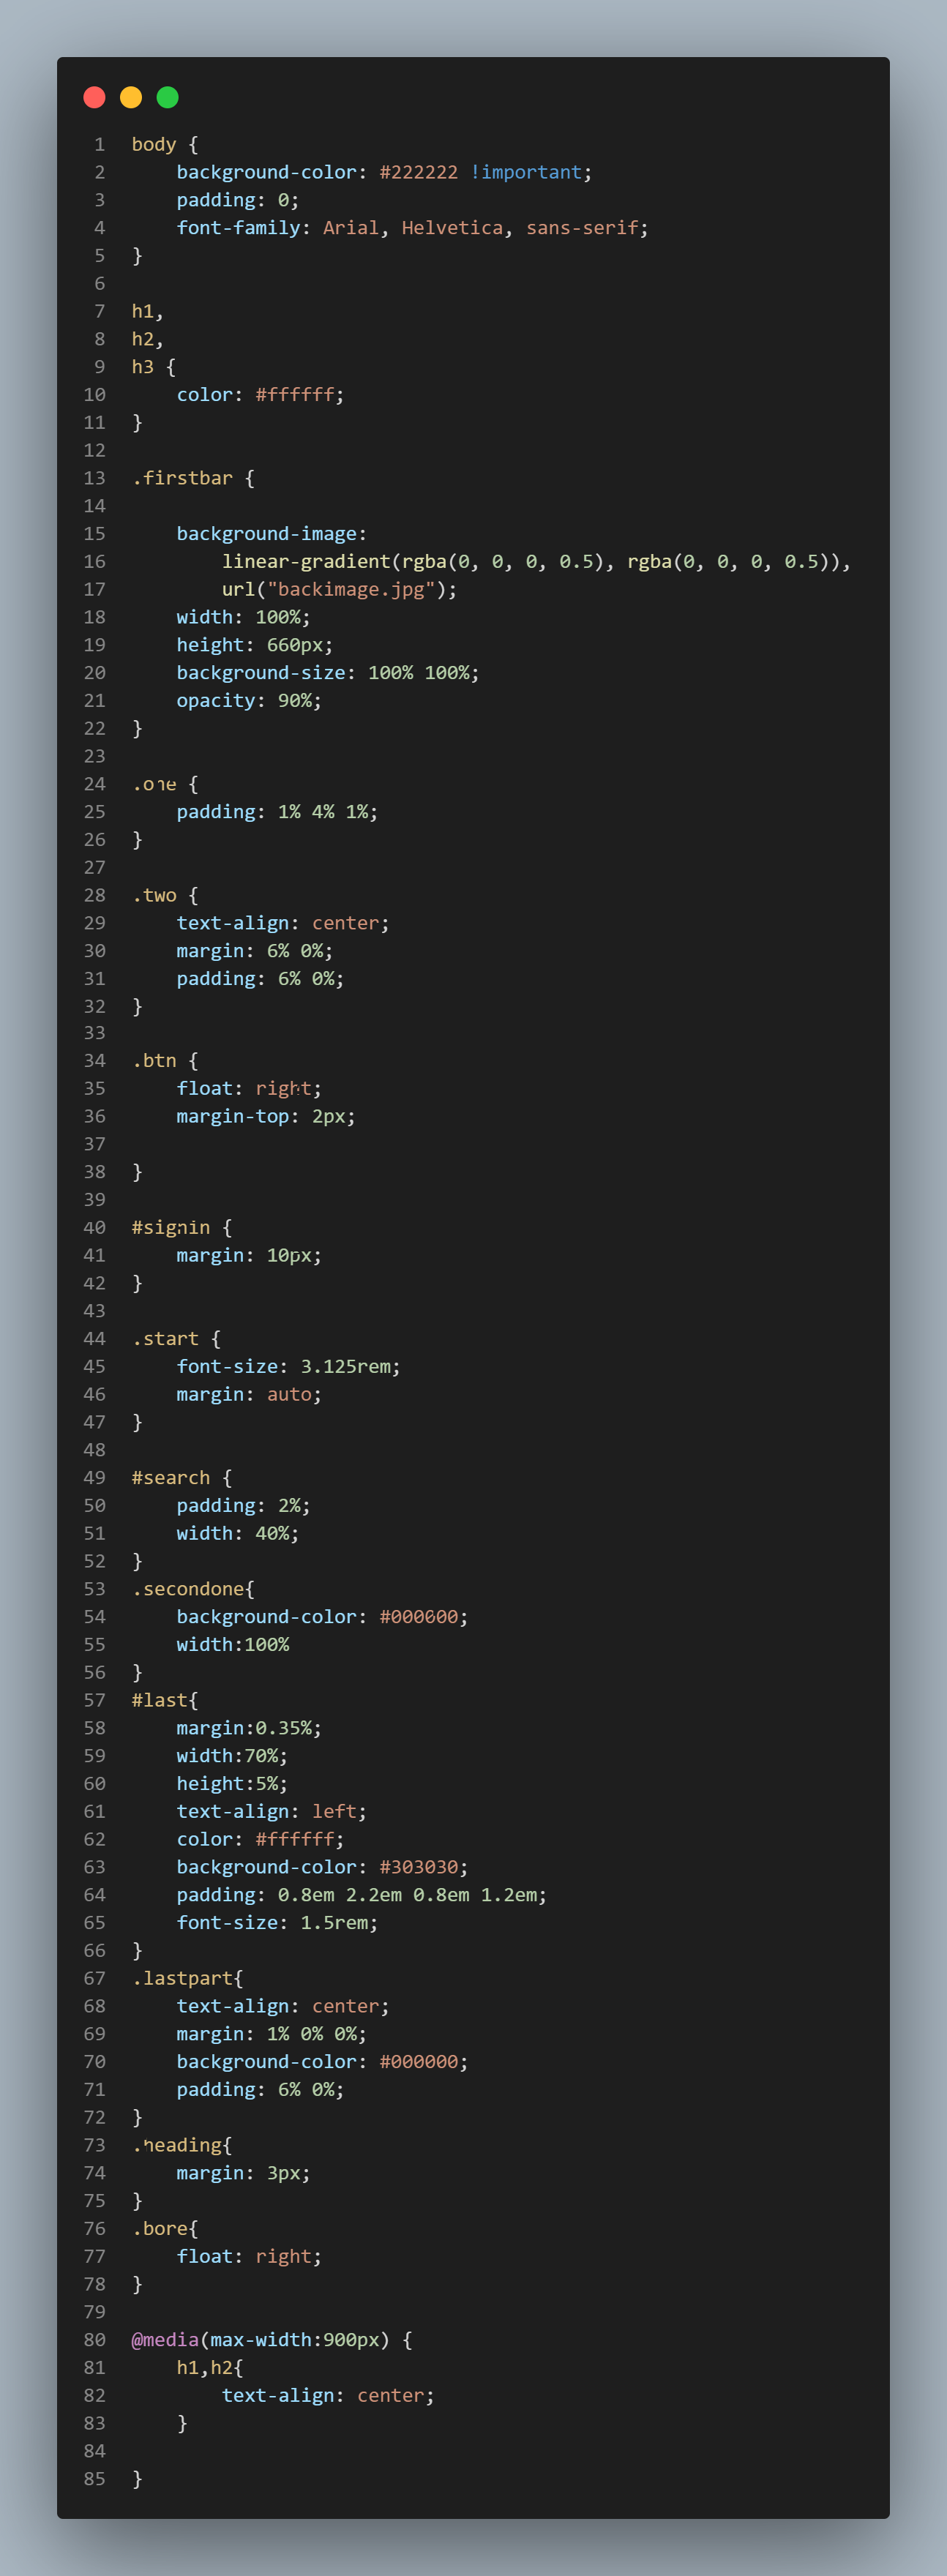 1 body {
2     background-color: #222222 !important;
3     padding: 0;
4     font-family: Arial, Helvetica, sans-serif;
5 }
6
7 h1,
8 h2,
9 h3 {
10     color: #ffffff;
11 }
12
13 .firstbar {
14
15     background-image:
16         linear-gradient(rgba(0, 0, 0, 0.5), rgba(0, 0, 0, 0.5)),
17         url("backimage.jpg");
18     width: 100%;
19     height: 660px;
20     background-size: 100% 100%;
21     opacity: 90%;
22 }
23
24 .one {
25     padding: 1% 4% 1%;
26 }
27
28 .two {
29     text-align: center;
30     margin: 6% 0%;
31     padding: 6% 0%;
32 }
33
34 .btn {
35     float: right;
36     margin-top: 2px;
37
38 }
39
40 #signin {
41     margin: 10px;
42 }
43
44 .start {
45     font-size: 3.125rem;
46     margin: auto;
47 }
48
49 #search {
50     padding: 2%;
51     width: 40%;
52 }
53 .secondone{
54     background-color: #000000;
55     width:100%
56 }
57 #last{
58     margin:0.35%;
59     width:70%;
60     height:5%;
61     text-align: left;
62     color: #ffffff;
63     background-color: #303030;
64     padding: 0.8em 2.2em 0.8em 1.2em;
65     font-size: 1.5rem;
66 }
67 .lastpart{
68     text-align: center;
69     margin: 1% 0% 0%;
70     background-color: #000000;
71     padding: 6% 0%;
72 }
73 .heading{
74     margin: 3px;
75 }
76 .bore{
77     float: right;
78 }
79
80 @media(max-width:900px) {
81     h1,h2{
82         text-align: center;
83     }
84
85 }